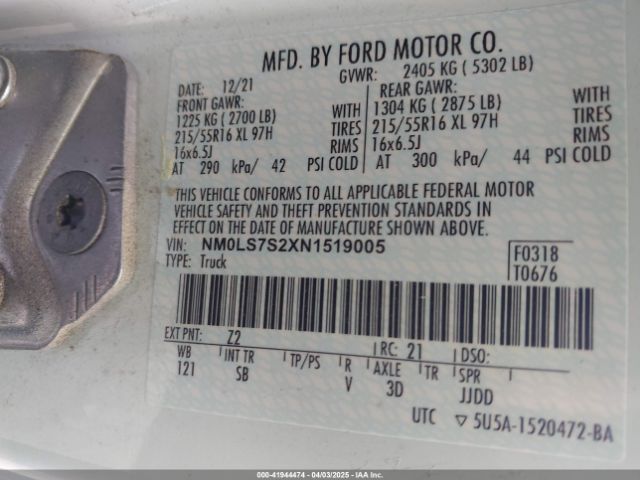 MFD. BY FORD MOTOR CO.
DATE: 12/21 GVWR: 2405 KG ( 5302 LB)
FRONT GAWR: REAR GAWR:
1225 KG ( 2700 LB) WITH 1304 KG ( 2875 LB) WITH
215/55R16 XL 97H TIRES 215/55R16 XL 97H TIRES
16x6.5J RIMS 16x6.5J RIMS
AT 290 kPa/ 42 PSI COLD AT 300 kPa/ 44 PSI COLD
THIS VEHICLE CONFORMS TO ALL APPLICABLE FEDERAL MOTOR
VEHICLE SAFETY AND THEFT PREVENTION STANDARDS IN
EFFECT ON THE DATE OF MANUFACTURE SHOWN ABOVE.
VIN: NM0LS7S2XN1519005 F0318
TYPE: Truck T0676
EXT PNT: Z2 RC: 21 DSO:
WB INT TR TP/PS R AXLE TR SPR
121 SB V 3D JJDD
UTC ▽ 5U5A-1520472-BA
000-41944474 - 04/03/2025 - COPART.COM